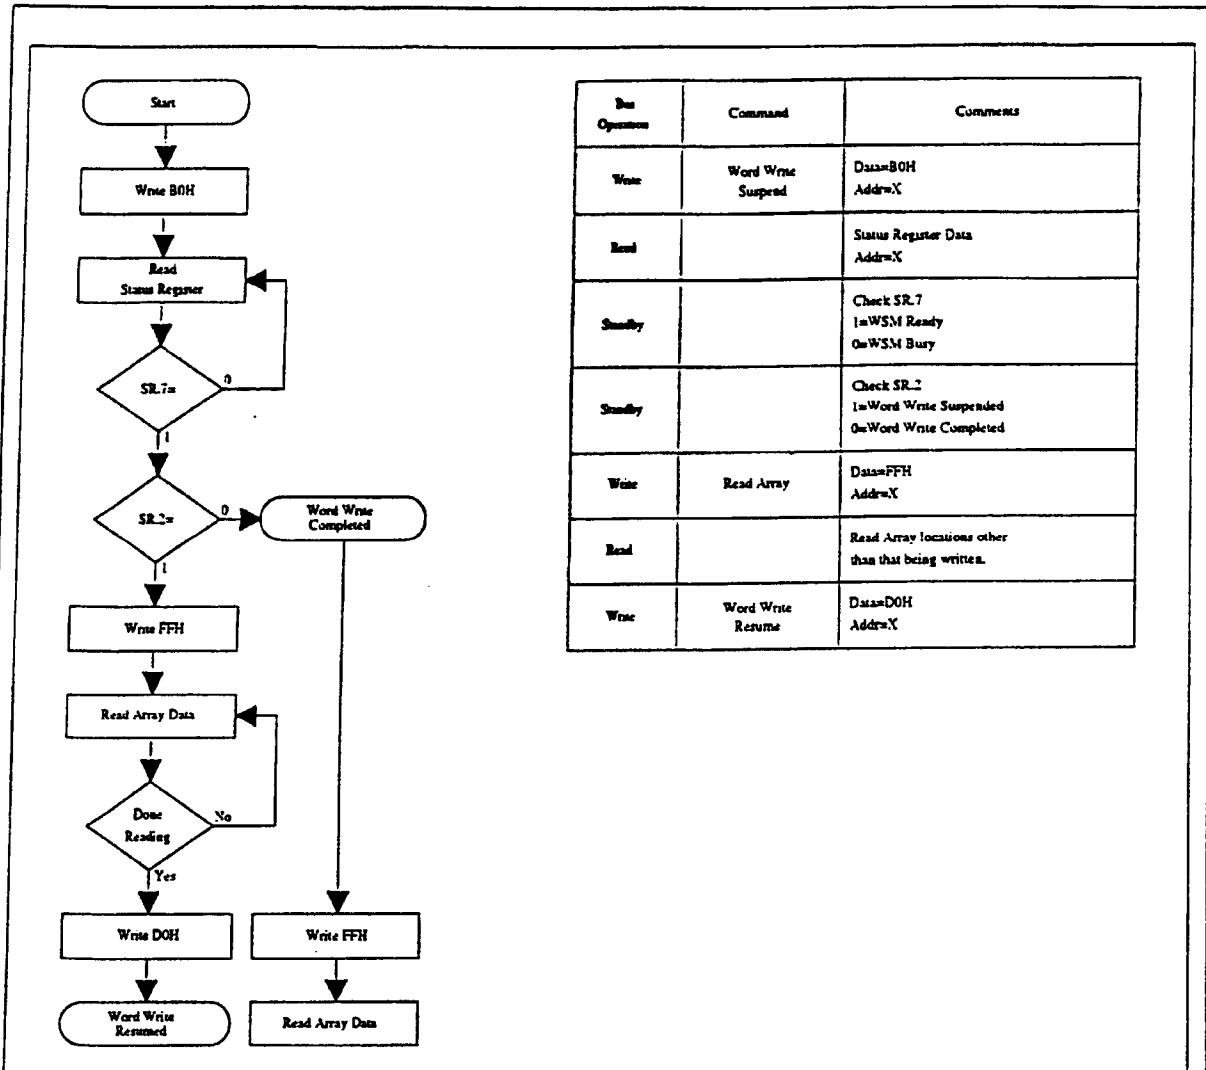 Start
Write B0H
Read
Status Register
SR.7=
0
1
SR.2=
0
1
Word Write
Completed
Write FFH
Read Array Data
Done
Reading
No
Yes
Write D0H
Write FFH
Word Write
Resumed
Read Array Data
Bus
Operation
Command
Comments
Write
Word Write
Suspend
Data=B0H
Addr=X
Read
Status Register Data
Addr=X
Standby
Check SR.7
1=WSM Ready
0=WSM Busy
Standby
Check SR.2
1=Word Write Suspended
0=Word Write Completed
Write
Read Array
Data=FFH
Addr=X
Read
Read Array locations other
than that being written.
Write
Word Write
Resume
Data=D0H
Addr=X